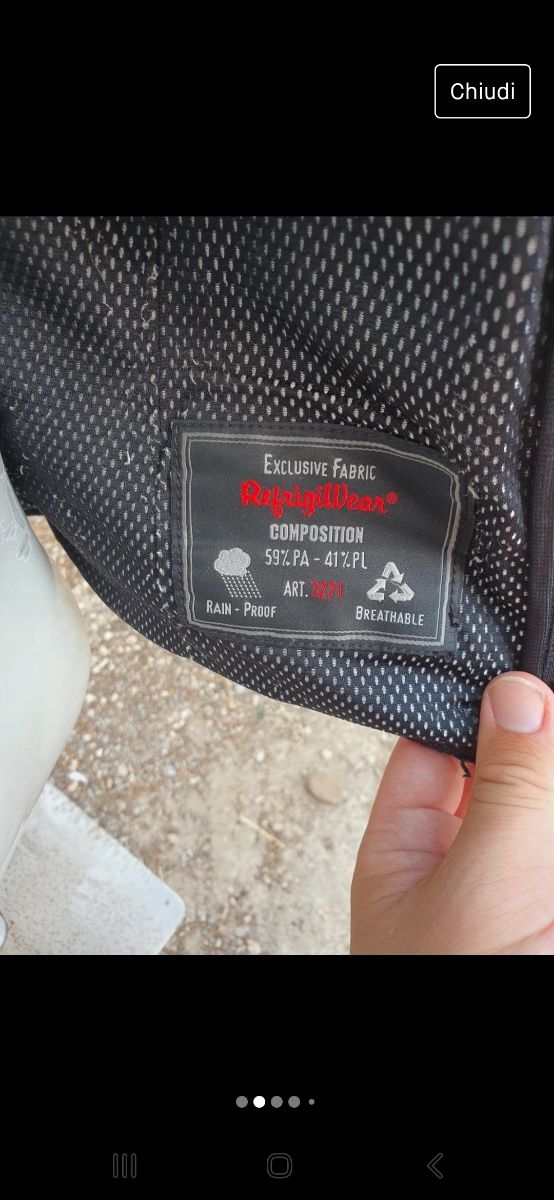 Chiudi
EXCLUSIVE FABRIC
RefrigiWear®
COMPOSITION
59%PA - 41%PL
ART. 3271
RAIN - PROOF
BREATHABLE